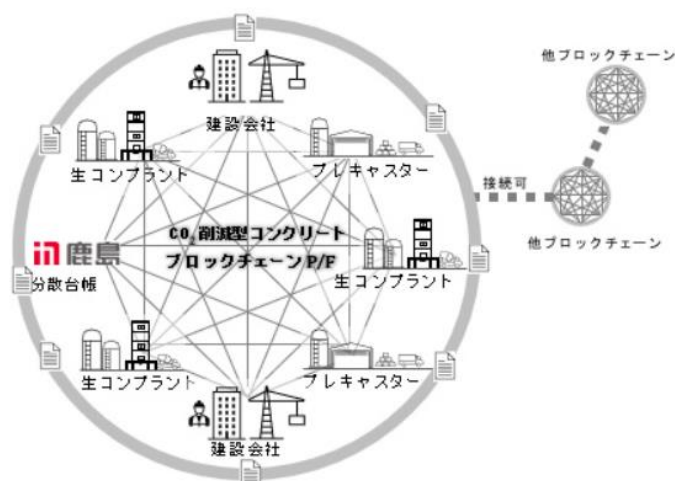 他ブロックチェーン
建設会社
生コンプラント
プレキャスター
接続可
他ブロックチェーン
CO₂削減型コンクリート
ブロックチェーンP/F
鹿島
分散台帳
生コンプラント
生コンプラント
プレキャスター
建設会社